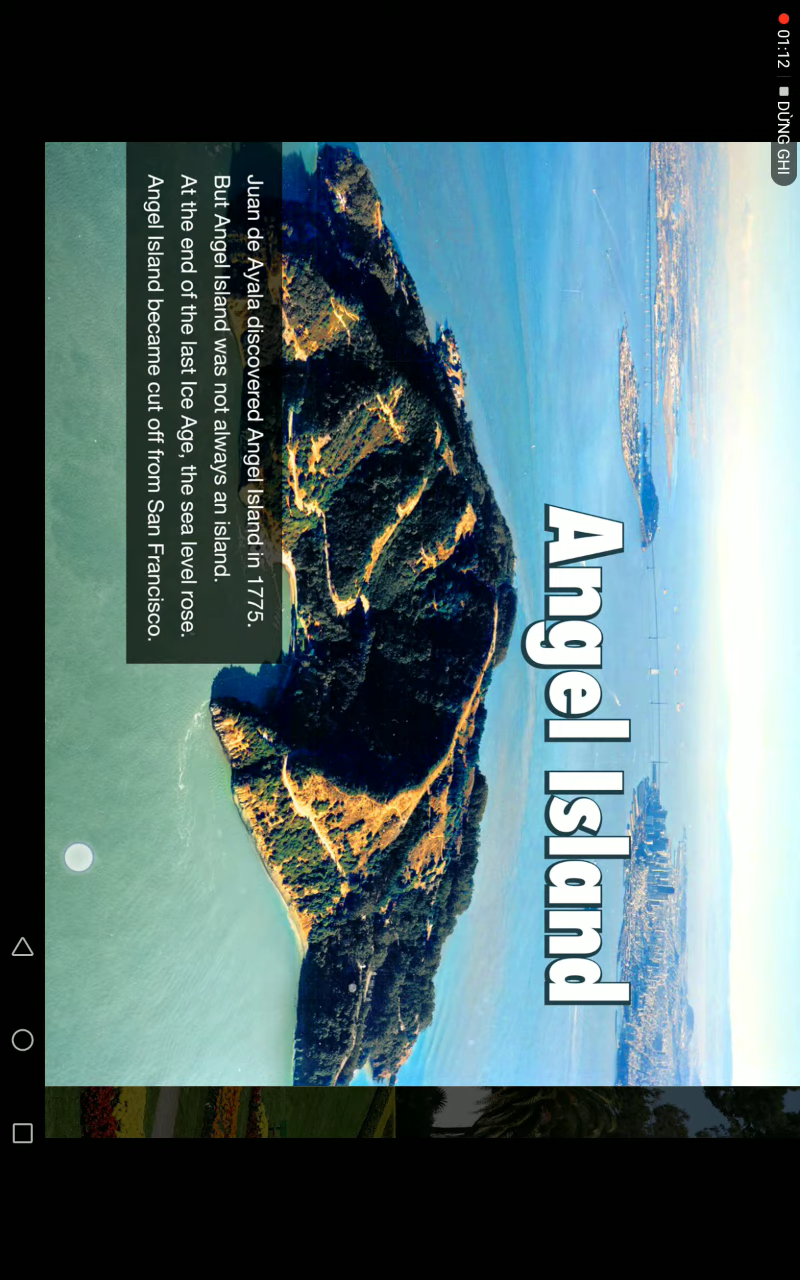 01:12
DỪNG GHI
Angel Island
Juan de Ayala discovered Angel Island in 1775.
But Angel Island was not always an island.
At the end of the last Ice Age, the sea level rose.
Angel Island became cut off from San Francisco.